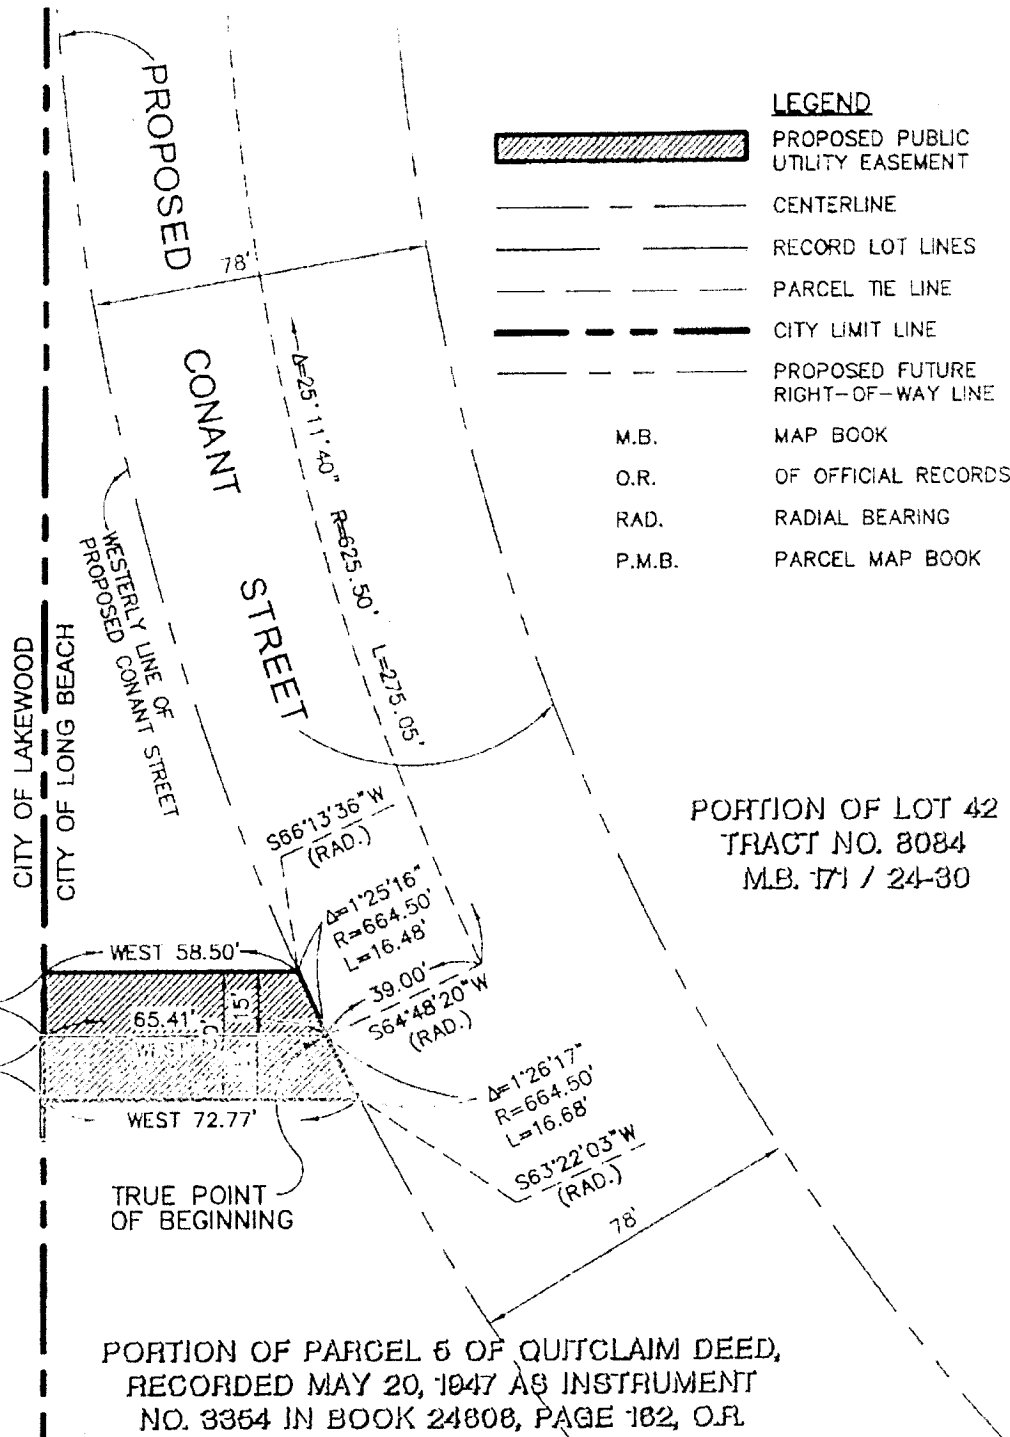 LEGEND
PROPOSED PUBLIC
UTILITY EASEMENT
CENTERLINE
RECORD LOT LINES
PARCEL TIE LINE
CITY LIMIT LINE
PROPOSED FUTURE
RIGHT-OF-WAY LINE
M.B. MAP BOOK
O.R. OF OFFICIAL RECORDS
RAD. RADIAL BEARING
P.M.B. PARCEL MAP BOOK
PROPOSED
CONANT
STREET
78'
Δ=25°11'40" R=625.50' L=275.05'
WESTERLY LINE OF
PROPOSED CONANT STREET
CITY OF LAKEWOOD
CITY OF LONG BEACH
S66°13'36"W
(RAD.)
Δ=1°25'16"
R=664.50'
L=16.48'
39.00'
S64°48'20"W
(RAD.)
PORTION OF LOT 42
TRACT NO. 8084
M.B. 171 / 24-30
WEST 58.50'
15'
65.41'
WEST
WEST 72.77'
Δ=1°26'17"
R=664.50'
L=16.68'
S63°22'03"W
(RAD.)
78'
TRUE POINT
OF BEGINNING
PORTION OF PARCEL 6 OF QUITCLAIM DEED,
RECORDED MAY 20, 1947 AS INSTRUMENT
NO. 3354 IN BOOK 24608, PAGE 162, O.R.